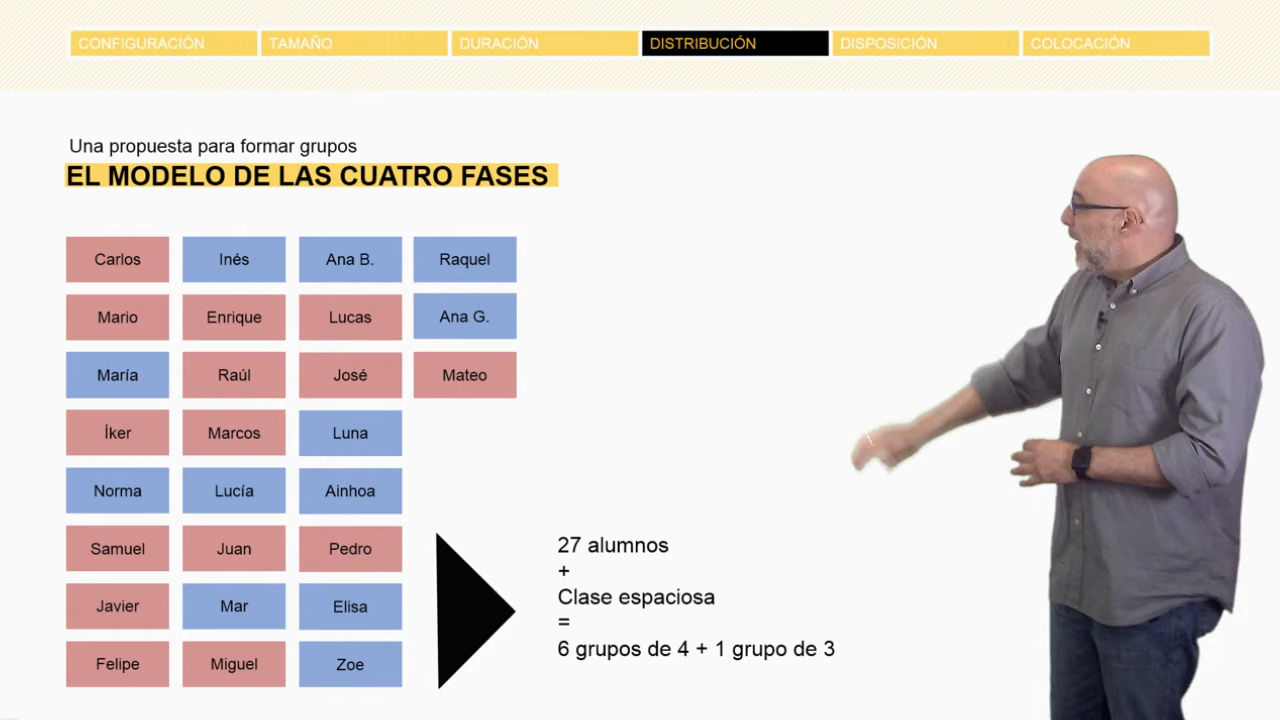 CONFIGURACIÓN TAMAÑO DURACIÓN DISTRIBUCIÓN DISPOSICIÓN COLOCACIÓN
Una propuesta para formar grupos
EL MODELO DE LAS CUATRO FASES
Carlos Inés Ana B. Raquel
Mario Enrique Lucas Ana G.
María Raúl José Mateo
Íker Marcos Luna
Norma Lucía Ainhoa
Samuel Juan Pedro
Javier Mar Elisa
Felipe Miguel Zoe
27 alumnos
+
Clase espaciosa
=
6 grupos de 4 + 1 grupo de 3